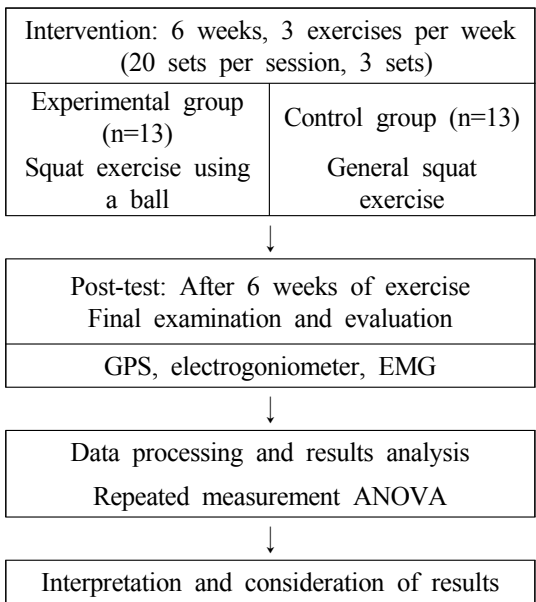 Intervention: 6 weeks, 3 exercises per week
(20 sets per session, 3 sets)
Experimental group
(n=13)
Squat exercise using
a ball
Control group (n=13)
General squat
exercise
↓
Post-test: After 6 weeks of exercise
Final examination and evaluation
GPS, electrogoniometer, EMG
↓
Data processing and results analysis
Repeated measurement ANOVA
↓
Interpretation and consideration of results